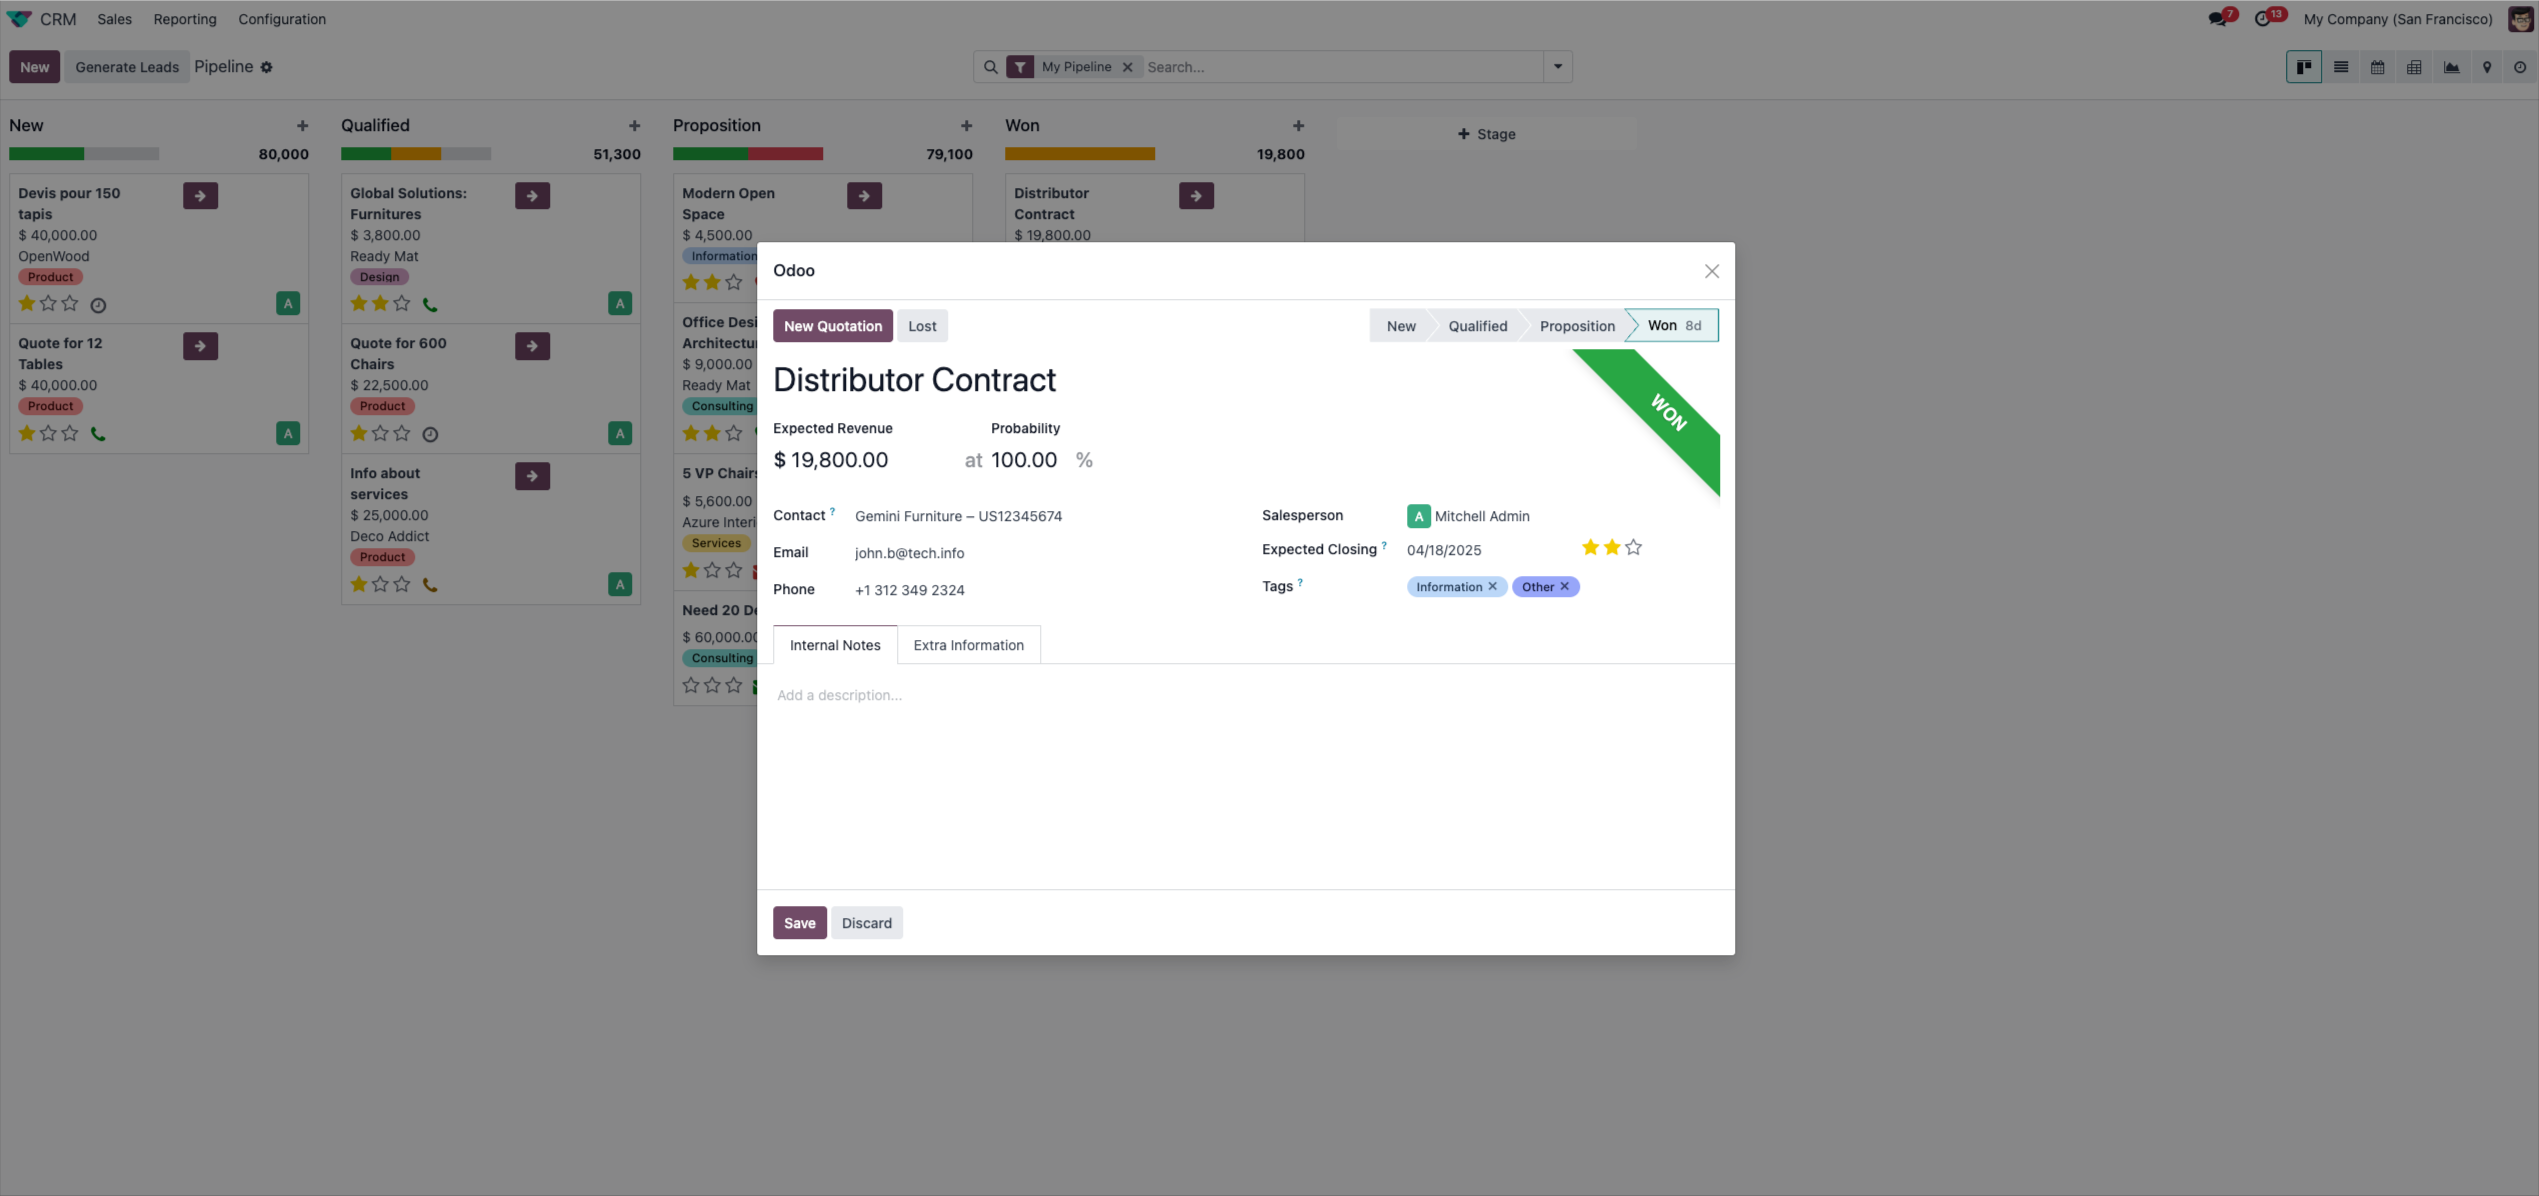 CRM Sales Reporting Configuration 7 13 My Company (San Francisco)
New Generate Leads Pipeline My Pipeline Search...
New
80,000
Devis pour 150
tapis
$ 40,000.00
OpenWood
Product
A
Quote for 12
Tables
$ 40,000.00
Product
A
Qualified
51,300
Global Solutions:
Furnitures
$ 3,800.00
Ready Mat
Design
A
Quote for 600
Chairs
$ 22,500.00
Product
A
Info about
services
$ 25,000.00
Deco Addict
Product
A
Proposition
79,100
Modern Open
Space
$ 4,500.00
Information
Office Desi
Architectu
$ 9,000.00
Ready Mat
Consulting
5 VP Chairs
$ 5,600.00
Azure Interi
Services
Need 20 De
$ 60,000.00
Consulting
Won
19,800
Distributor
Contract
$ 19,800.00
Stage
Odoo
New Quotation Lost New Qualified Proposition Won 8d
WON
Distributor Contract
Expected Revenue Probability
$ 19,800.00 at 100.00 %
Contact ? Gemini Furniture – US12345674
Email john.b@tech.info
Phone +1 312 349 2324
Salesperson A Mitchell Admin
Expected Closing ? 04/18/2025
Tags ? Information Other
Internal Notes Extra Information
Add a description...
Save Discard